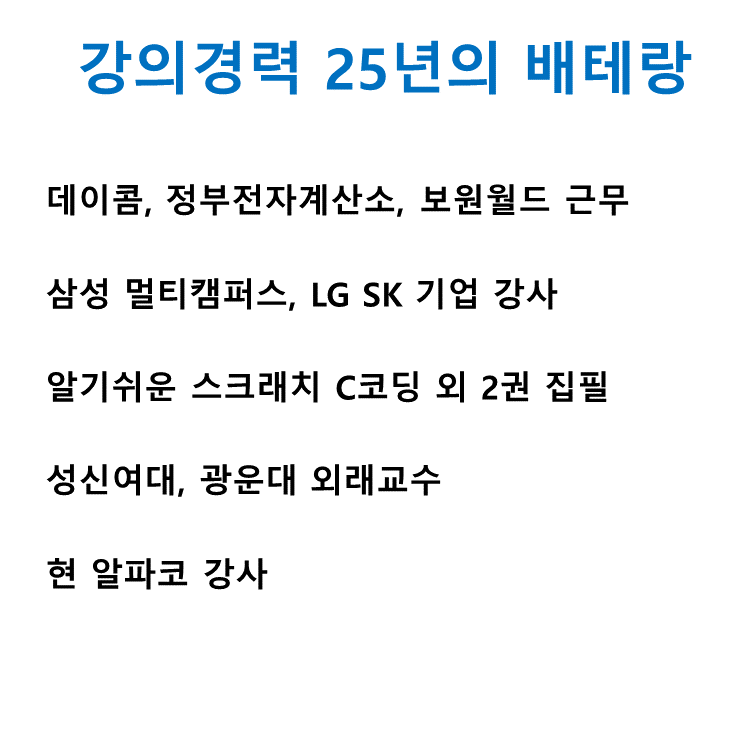 강의경력 25년의 배테랑
데이콤, 정부전자계산소, 보원월드 근무
삼성 멀티캠퍼스, LG SK 기업 강사
알기쉬운 스크래치 C코딩 외 2권 집필
성신여대, 광운대 외래교수
현 알파코 강사